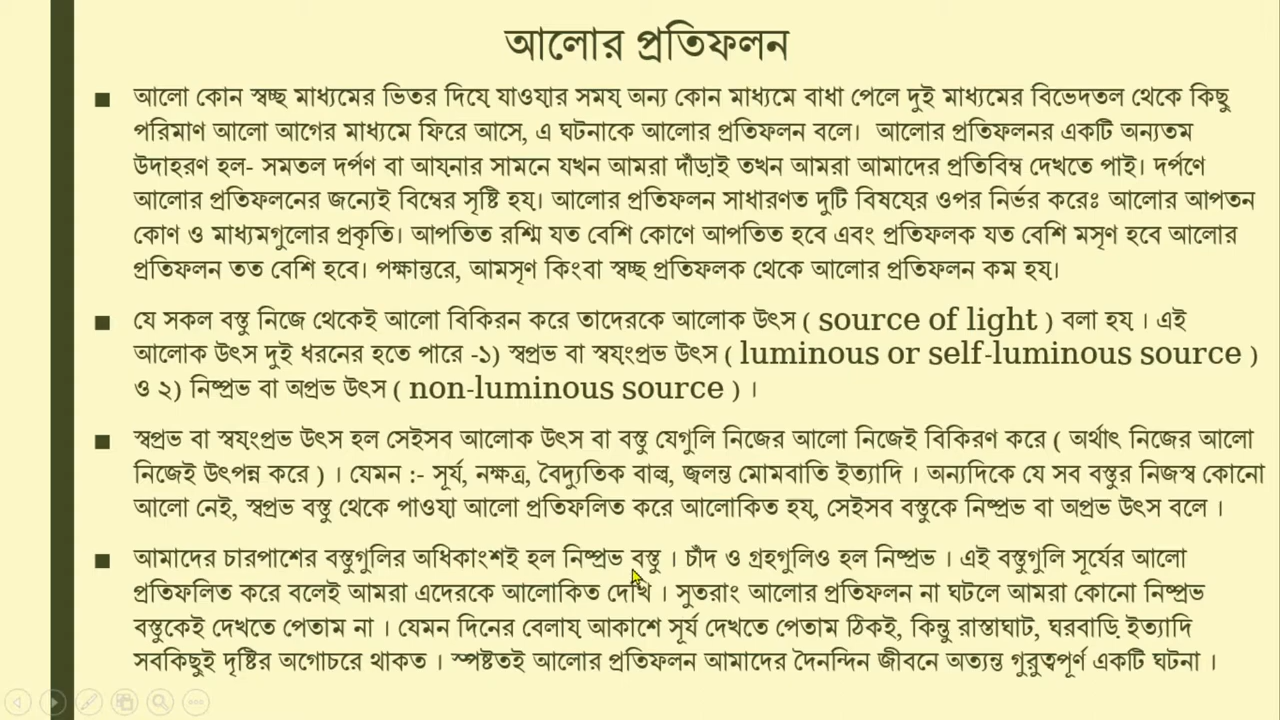 আলোর প্রতিফলন
■ আলো কোন স্বচ্ছ মাধ্যমের ভিতর দিয়ে যাওয়ার সময় অন্য কোন মাধ্যমে বাধা পেলে দুই মাধ্যমের বিভেদতল থেকে কিছু
পরিমাণ আলো আগের মাধ্যমে ফিরে আসে, এ ঘটনাকে আলোর প্রতিফলন বলে। আলোর প্রতিফলনর একটি অন্যতম
উদাহরণ হল- সমতল দর্পণ বা আয়নার সামনে যখন আমরা দাঁড়াই তখন আমরা আমাদের প্রতিবিম্ব দেখতে পাই। দর্পণে
আলোর প্রতিফলনের জন্যেই বিম্বের সৃষ্টি হয়। আলোর প্রতিফলন সাধারণত দুটি বিষয়ের ওপর নির্ভর করেঃ আলোর আপতন
কোণ ও মাধ্যমগুলোর প্রকৃতি। আপতিত রশ্মি যত বেশি কোণে আপতিত হবে এবং প্রতিফলক যত বেশি মসৃণ হবে আলোর
প্রতিফলন তত বেশি হবে। পক্ষান্তরে, আমসৃণ কিংবা স্বচ্ছ প্রতিফলক থেকে আলোর প্রতিফলন কম হয়।
■ যে সকল বস্তু নিজে থেকেই আলো বিকিরন করে তাদেরকে আলোক উৎস ( source of light ) বলা হয় । এই
আলোক উৎস দুই ধরনের হতে পারে -১) স্বপ্রভ বা স্বয়ংপ্রভ উৎস ( luminous or self-luminous source )
ও ২) নিষ্প্রভ বা অপ্রভ উৎস ( non-luminous source ) ।
■ স্বপ্রভ বা স্বয়ংপ্রভ উৎস হল সেইসব আলোক উৎস বা বস্তু যেগুলি নিজের আলো নিজেই বিকিরণ করে ( অর্থাৎ নিজের আলো
নিজেই উৎপন্ন করে ) । যেমন :- সূর্য, নক্ষত্র, বৈদ্যুতিক বাল্ব, জ্বলন্ত মোমবাতি ইত্যাদি । অন্যদিকে যে সব বস্তুর নিজস্ব কোনো
আলো নেই, স্বপ্রভ বস্তু থেকে পাওয়া আলো প্রতিফলিত করে আলোকিত হয়, সেইসব বস্তুকে নিষ্প্রভ বা অপ্রভ উৎস বলে ।
■ আমাদের চারপাশের বস্তুগুলির অধিকাংশই হল নিষ্প্রভ বস্তু । চাঁদ ও গ্রহগুলিও হল নিষ্প্রভ । এই বস্তুগুলি সূর্যের আলো
প্রতিফলিত করে বলেই আমরা এদেরকে আলোকিত দেখি । সুতরাং আলোর প্রতিফলন না ঘটলে আমরা কোনো নিষ্প্রভ
বস্তুকেই দেখতে পেতাম না । যেমন দিনের বেলায় আকাশে সূর্য দেখতে পেতাম ঠিকই, কিন্তু রাস্তাঘাট, ঘরবাড়ি ইত্যাদি
সবকিছুই দৃষ্টির অগোচরে থাকত । স্পষ্টতই আলোর প্রতিফলন আমাদের দৈনন্দিন জীবনে অত্যন্ত গুরুত্বপূর্ণ একটি ঘটনা ।